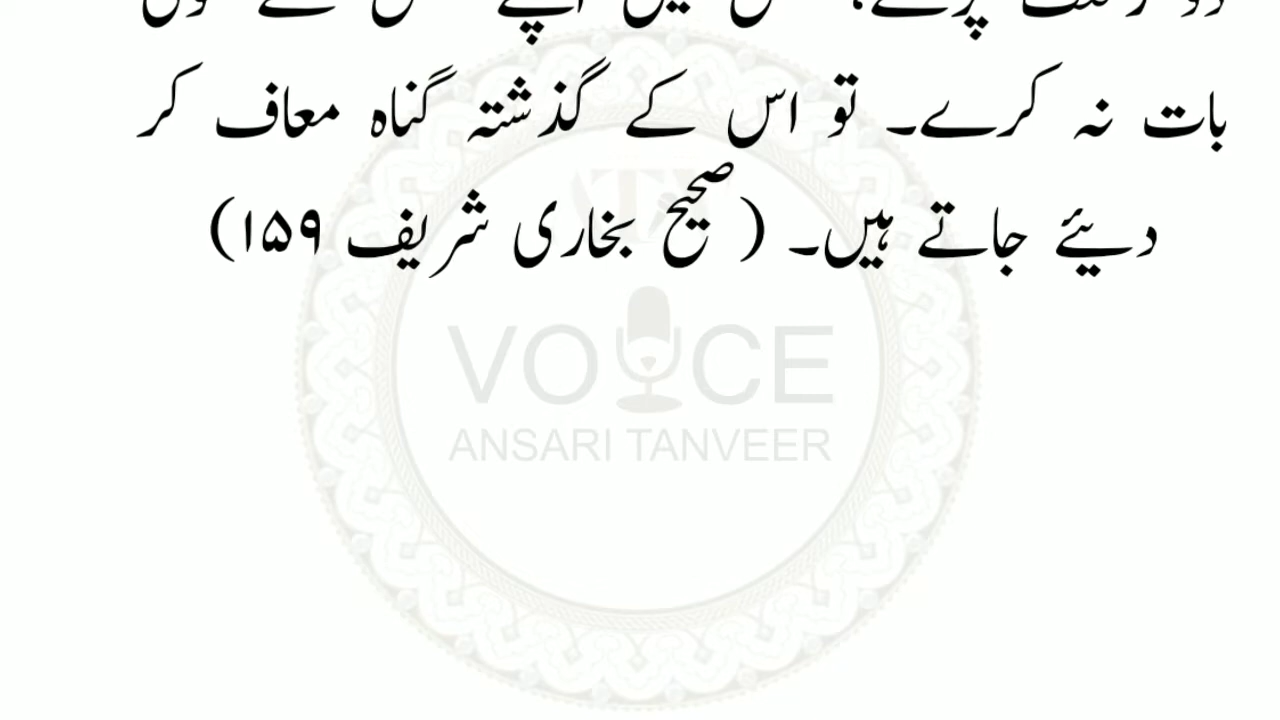 بات نہ کرے۔ تو اس کے گذشتہ گناہ معاف کر
دیئے جاتے ہیں۔ (صحیح بخاری شریف ۱۵۹)
VOICE
ANSARI TANVEER